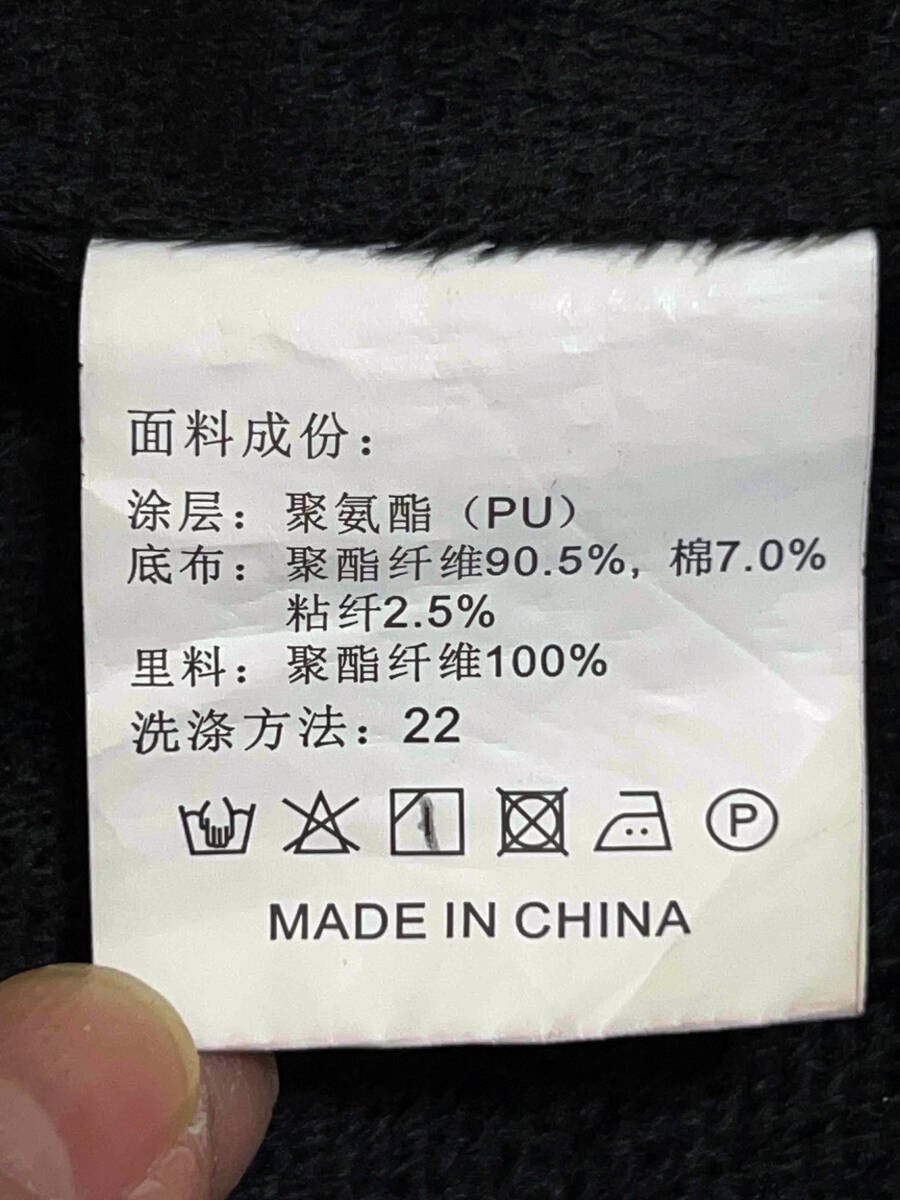 面料成份：
涂层：聚氨酯（PU）
底布：聚酯纤维90.5%，棉7.0%
粘纤2.5%
里料：聚酯纤维100%
洗涤方法：22
P
MADE IN CHINA